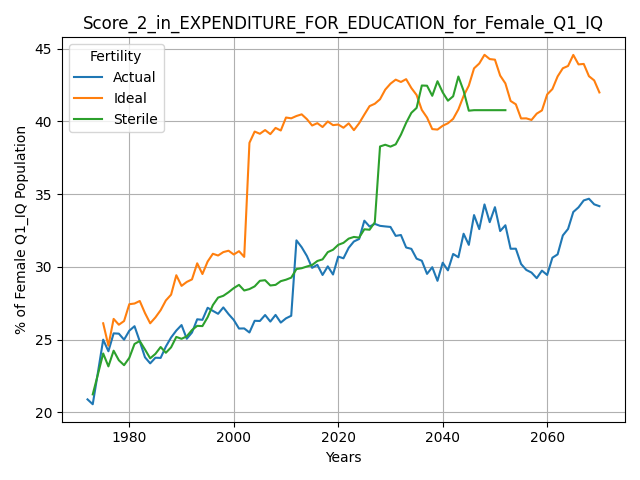 Score_2_in_EXPENDITURE_FOR_EDUCATION_for_Female_Q1_IQ
% of Female Q1_IQ Population
45
40
35
30
25
20
Fertility
Actual
Ideal
Sterile
1980
2000
2020
2040
2060
Years